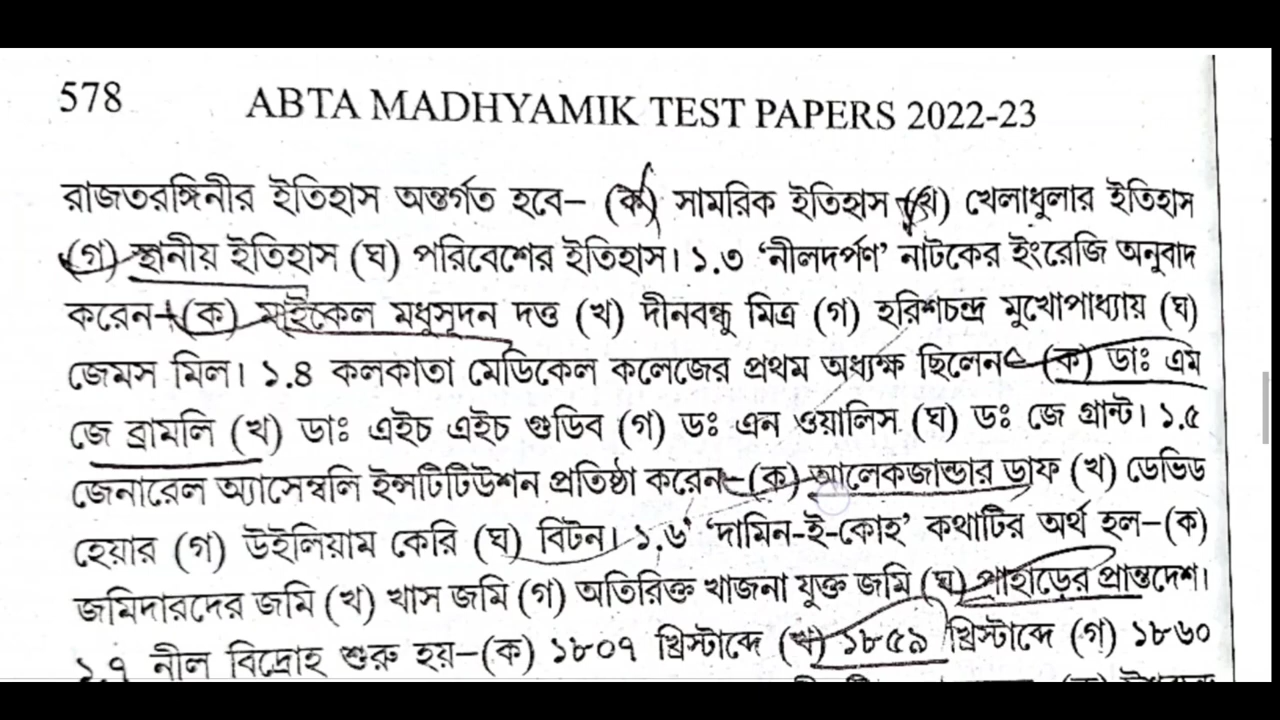 578 ABTA MADHYAMIK TEST PAPERS 2022-23
রাজতরঙ্গিনীর ইতিহাস অন্তর্গত হবে– (ক) সামরিক ইতিহাস (খ) খেলাধুলার ইতিহাস
(গ) স্থানীয় ইতিহাস (ঘ) পরিবেশের ইতিহাস। ১.৩ ‘নীলদর্পণ’ নাটকের ইংরেজি অনুবাদ
করেন–(ক) মাইকেল মধুসূদন দত্ত (খ) দীনবন্ধু মিত্র (গ) হরিশচন্দ্র মুখোপাধ্যায় (ঘ)
জেমস মিল। ১.৪ কলকাতা মেডিকেল কলেজের প্রথম অধ্যক্ষ ছিলেন– (ক) ডাঃ এম
জে ব্রামলি (খ) ডাঃ এইচ এইচ গুডিব (গ) ডঃ এন ওয়ালিস (ঘ) ডঃ জে গ্রান্ট। ১.৫
জেনারেল অ্যাসেম্বলি ইন্সটিটিউশন প্রতিষ্ঠা করেন–(ক) আলেকজান্ডার ডাফ (খ) ডেভিড
হেয়ার (গ) উইলিয়াম কেরি (ঘ) বিটন। ১.৬ ‘দামিন-ই-কোহ’ কথাটির অর্থ হল–(ক)
জমিদারদের জমি (খ) খাস জমি (গ) অতিরিক্ত খাজনা যুক্ত জমি (ঘ) পাহাড়ের প্রান্তদেশ।
১.৭ নীল বিদ্রোহ শুরু হয়–(ক) ১৮০৭ খ্রিস্টাব্দে (খ) ১৮৫৯ খ্রিস্টাব্দে (গ) ১৮৬০